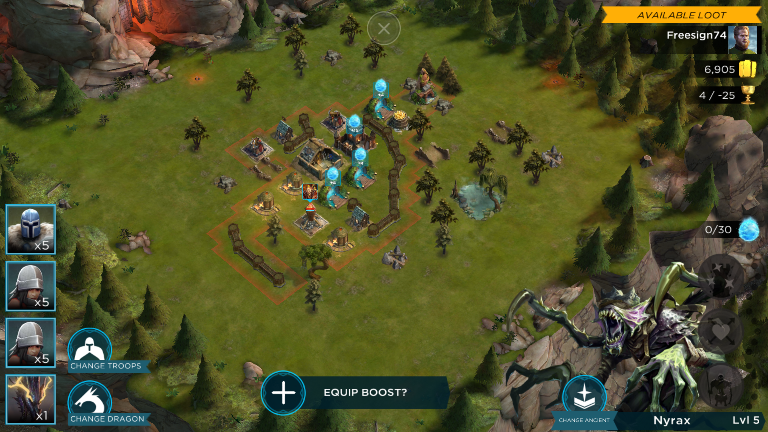 AVAILABLE LOOT
Freesign74
6,905
4 / -25
0/30
x5
x5
x5
x1
CHANGE TROOPS
CHANGE DRAGON
EQUIP BOOST?
CHANGE ANCIENT
Nyrax
Lvl 5